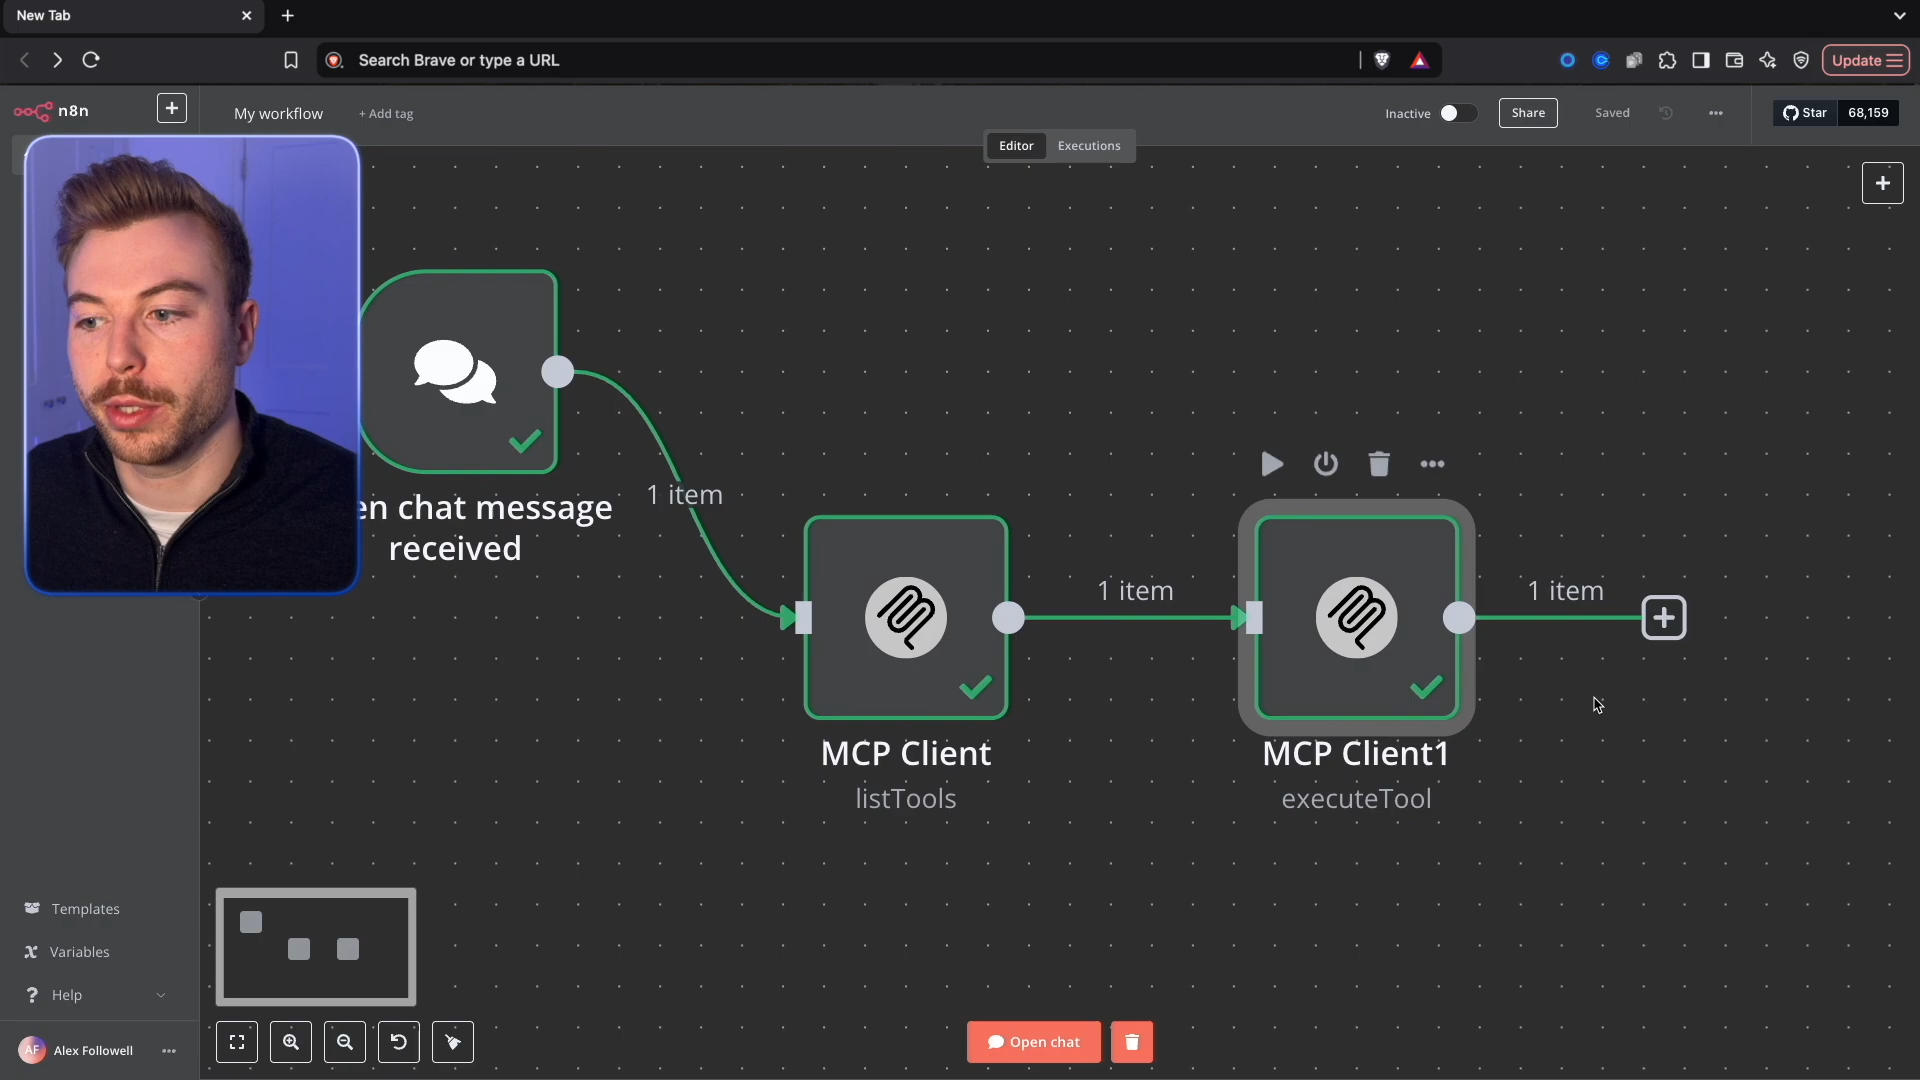 New Tab
Search Brave or type a URL
Update
n8n
My workflow
+ Add tag
Inactive
Share
Saved
Star
68,159
Editor
Executions
en chat message
received
1 item
1 item
1 item
MCP Client
listTools
MCP Client1
executeTool
Templates
Variables
Help
AF
Alex Followell
Open chat